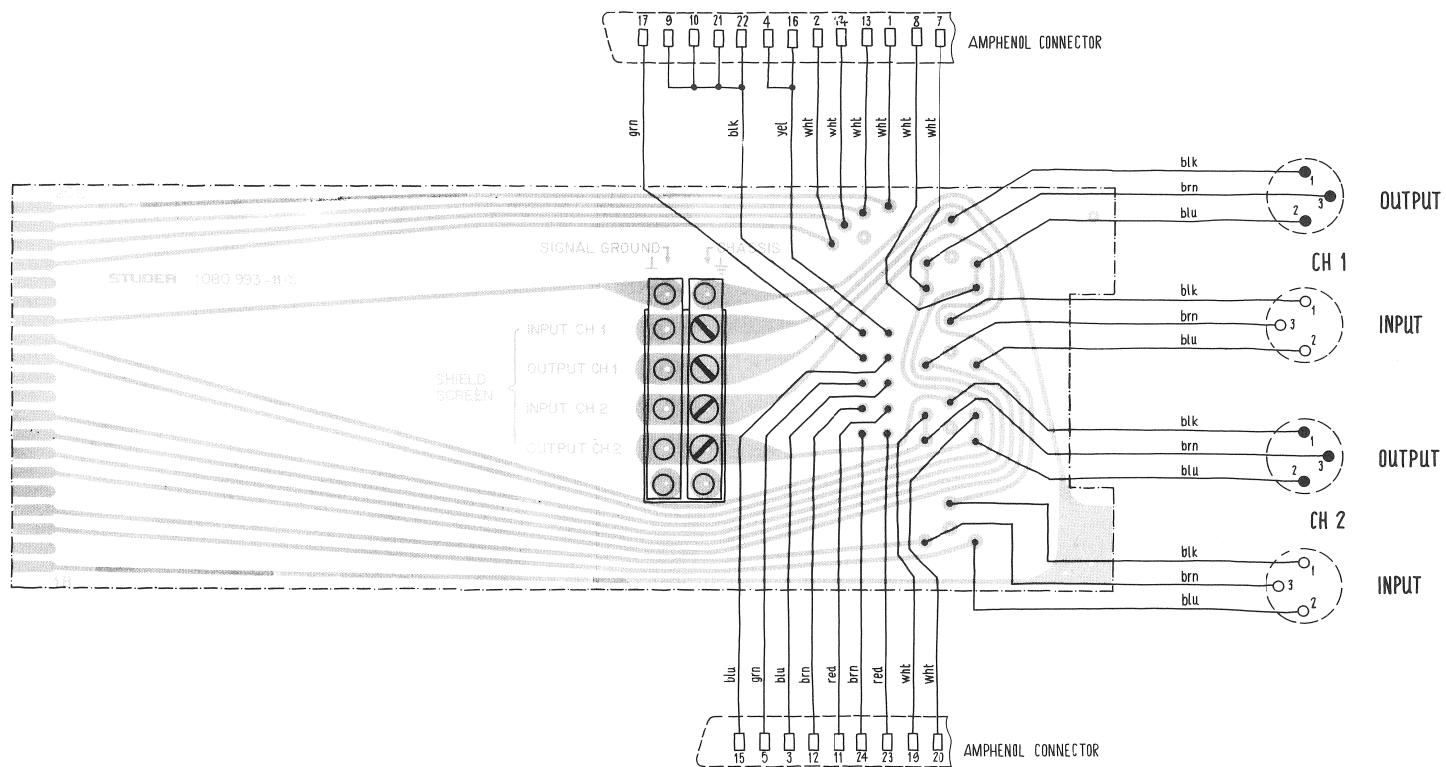 17 9 10 21 22 4 16 2 14 13 1 8 7
AMPHENOL CONNECTOR
grn blk yel wht wht wht wht wht wht
blk
1
brn
3
OUTPUT
blu
2
SIGNAL GROUND CHASSIS
CH 1
STUDER
blk
1
INPUT CH 1
brn
3
INPUT
blu
2
OUTPUT CH 1
SHIELD
SCREEN
INPUT CH 2
blk
1
OUTPUT CH 2
brn
3
OUTPUT
blu
2
CH 2
blk
1
brn
3
INPUT
blu
2
blu grn blu brn red brn red wht wht
15 5 3 12 11 24 23 19 20
AMPHENOL CONNECTOR